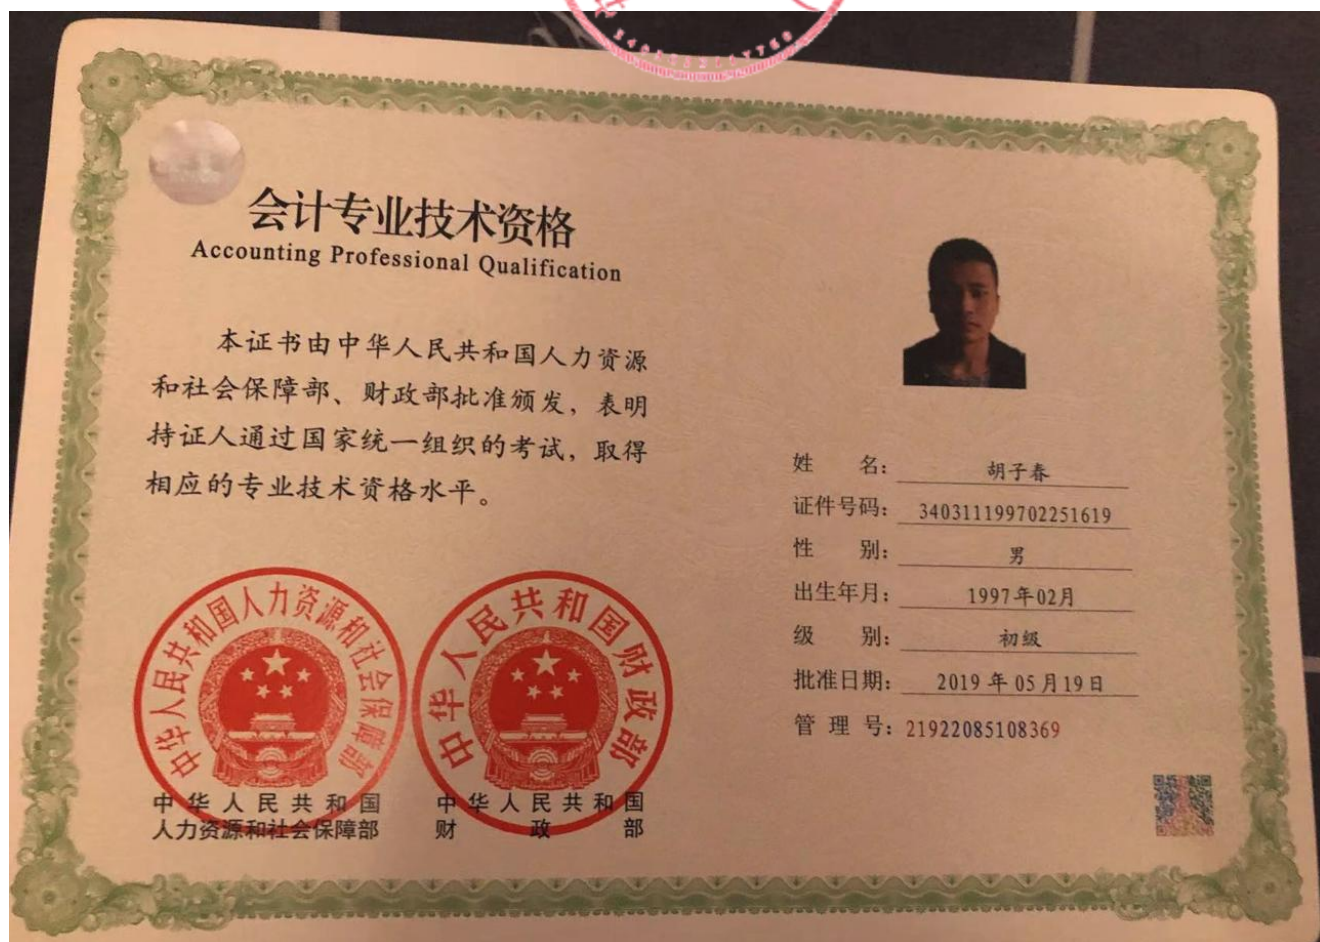 会计专业技术资格
Accounting Professional Qualification
本证书由中华人民共和国人力资源
和社会保障部、财政部批准颁发，表明
持证人通过国家统一组织的考试，取得
相应的专业技术资格水平。
中华人民共和国人力资源和社会保障部
中华人民共和国财政部
中华人民共和国
人力资源和社会保障部
中华人民共和国
财政部
姓名：胡子春
证件号码：340311199702251619
性别：男
出生年月：1997年02月
级别：初级
批准日期：2019年05月19日
管理号：21922085108369